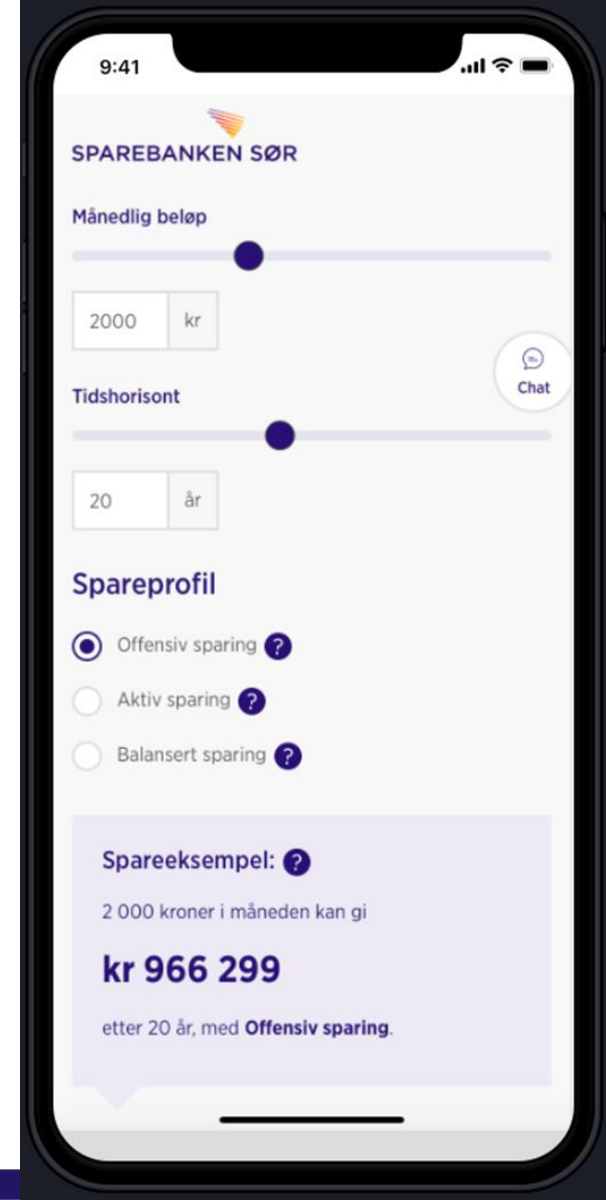 9:41
SPAREBANKEN SØR
Månedlig beløp
2000 kr
Chat
Tidshorisont
20 år
Spareprofil
Offensiv sparing ?
Aktiv sparing ?
Balansert sparing ?
Spareeksempel: ?
2 000 kroner i måneden kan gi
kr 966 299
etter 20 år, med Offensiv sparing.